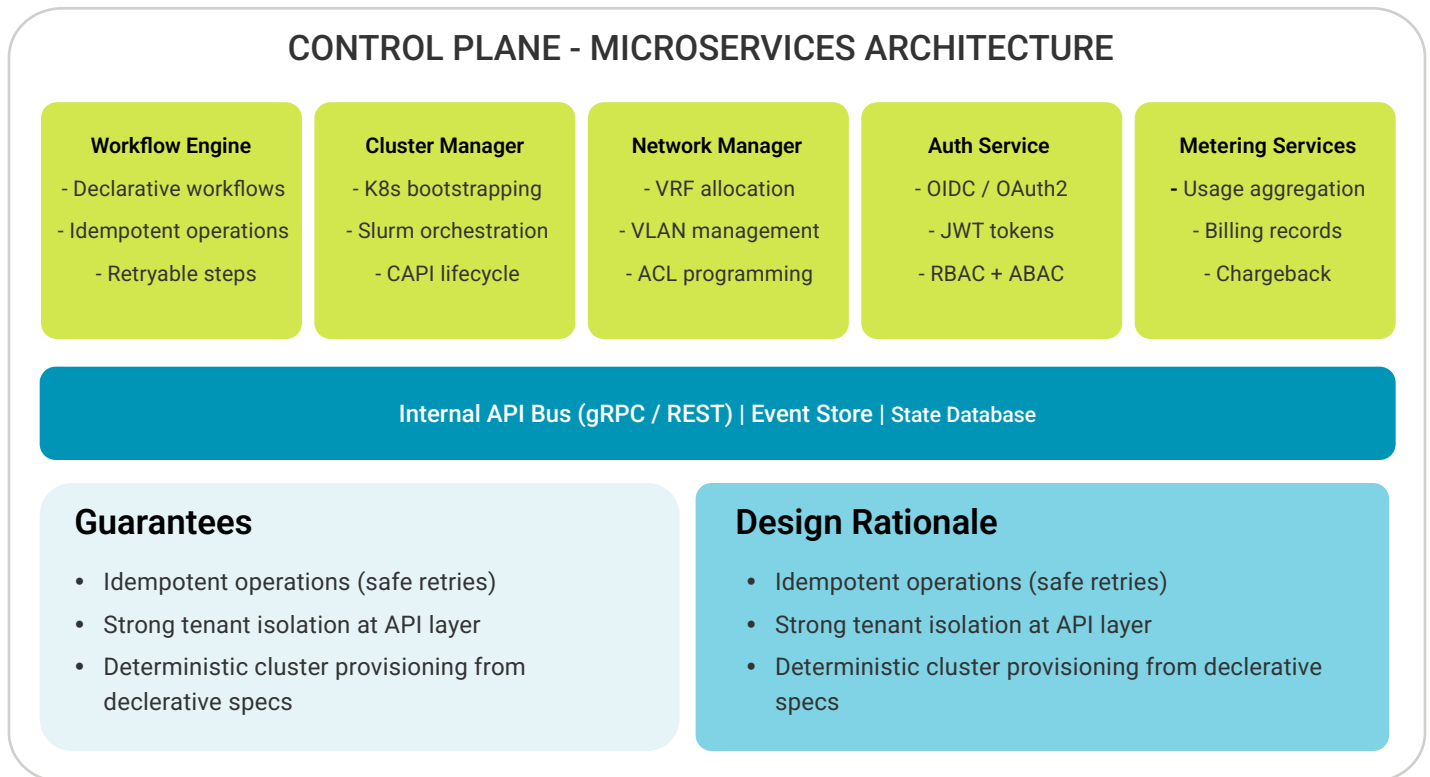 CONTROL PLANE - MICROSERVICES ARCHITECTURE
Workflow Engine
- Declarative workflows
- Idempotent operations
- Retryable steps
Cluster Manager
- K8s bootstrapping
- Slurm orchestration
- CAPI lifecycle
Network Manager
- VRF allocation
- VLAN management
- ACL programming
Auth Service
- OIDC / OAuth2
- JWT tokens
- RBAC + ABAC
Metering Services
- Usage aggregation
- Billing records
- Chargeback
Internal API Bus (gRPC / REST) | Event Store | State Database
Guarantees
• Idempotent operations (safe retries)
• Strong tenant isolation at API layer
• Deterministic cluster provisioning from
declerative specs
Design Rationale
• Idempotent operations (safe retries)
• Strong tenant isolation at API layer
• Deterministic cluster provisioning from declerative
specs